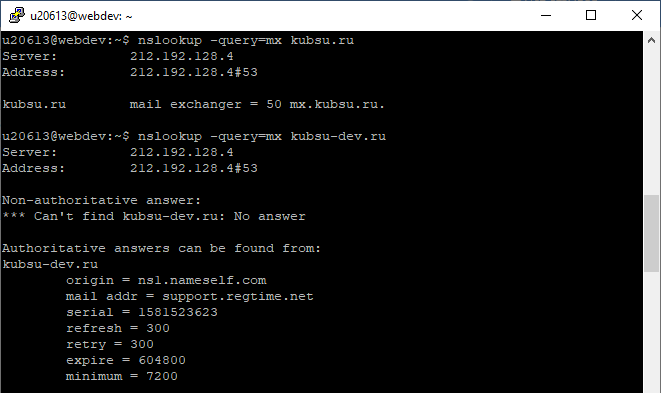 u20613@webdev: ~
u20613@webdev:~$ nslookup -query=mx kubsu.ru
Server:         212.192.128.4
Address:        212.192.128.4#53
kubsu.ru        mail exchanger = 50 mx.kubsu.ru.
u20613@webdev:~$ nslookup -query=mx kubsu-dev.ru
Server:         212.192.128.4
Address:        212.192.128.4#53
Non-authoritative answer:
*** Can't find kubsu-dev.ru: No answer
Authoritative answers can be found from:
kubsu-dev.ru
        origin = ns1.nameself.com
        mail addr = support.regtime.net
        serial = 1581523623
        refresh = 300
        retry = 300
        expire = 604800
        minimum = 7200